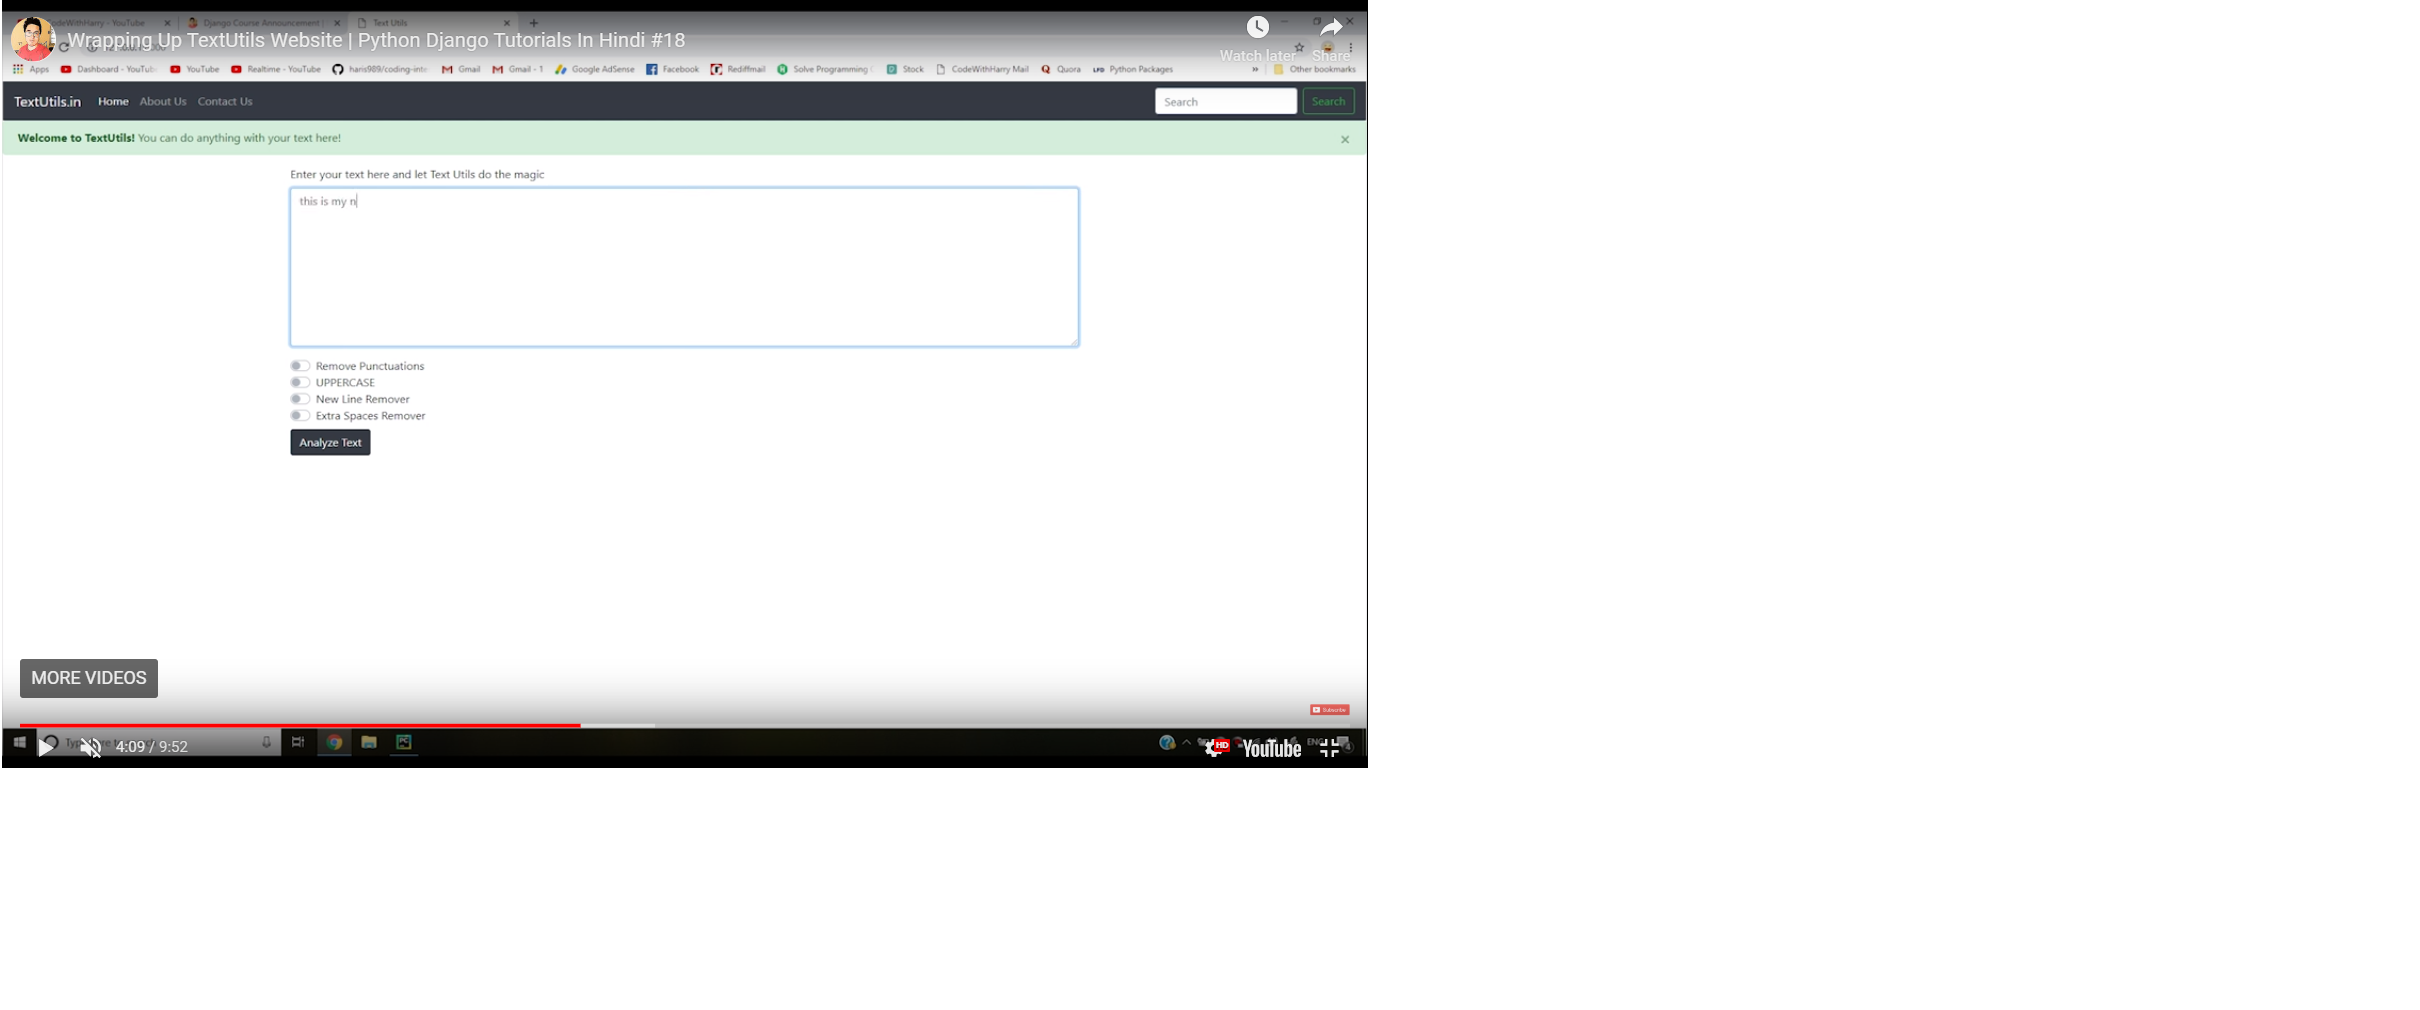 CodeWithHarry - YouTube Django Course Announcement Text Utils
Wrapping Up TextUtils Website | Python Django Tutorials In Hindi #18
Watch later Share
Apps Dashboard - YouTub YouTube Realtime - YouTube haris989/coding-inte Gmail Gmail - 1 Google AdSense Facebook Rediffmail Solve Programming Stock CodeWithHarry Mail Quora Python Packages » Other bookmarks
TextUtils.in Home About Us Contact Us Search Search
Welcome to TextUtils! You can do anything with your text here! ×
Enter your text here and let Text Utils do the magic
this is my n
Remove Punctuations
UPPERCASE
New Line Remover
Extra Spaces Remover
Analyze Text
MORE VIDEOS
Subscribe
4:09 / 9:52 HD YouTube ENG